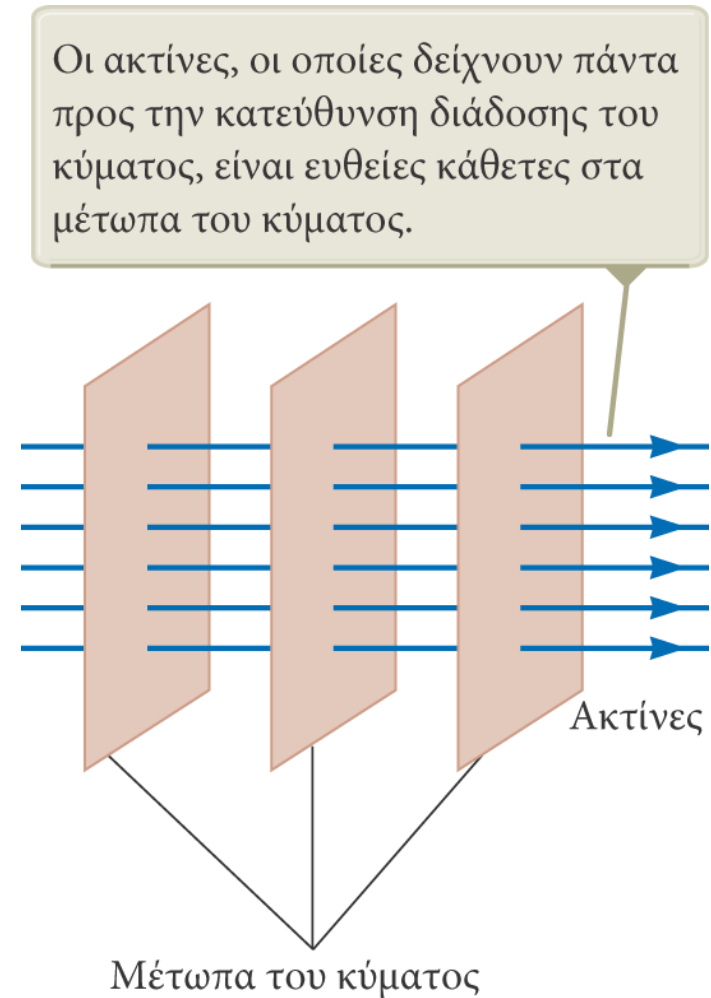 Οι ακτίνες, οι οποίες δείχνουν πάντα
προς την κατεύθυνση διάδοσης του
κύματος, είναι ευθείες κάθετες στα
μέτωπα του κύματος.
Ακτίνες
Μέτωπα του κύματος